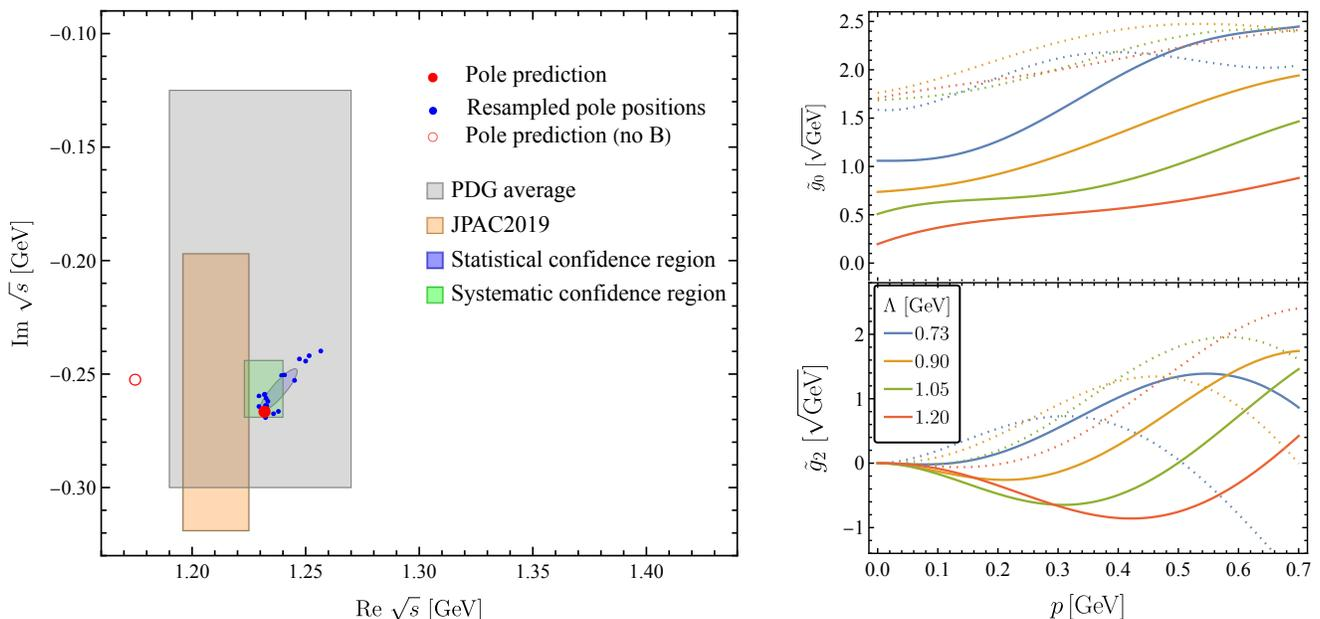 −0.10
−0.15
−0.20
−0.25
−0.30
Im √s [GeV]
1.20
1.25
1.30
1.35
1.40
Re √s [GeV]
Pole prediction
Resampled pole positions
Pole prediction (no B)
PDG average
JPAC2019
Statistical confidence region
Systematic confidence region
2.5
2.0
1.5
1.0
0.5
0.0
g̃₀ [√GeV]
Λ [GeV]
0.73
0.90
1.05
1.20
2
1
0
−1
g̃₂ [√GeV]
0.0
0.1
0.2
0.3
0.4
0.5
0.6
0.7
p [GeV]